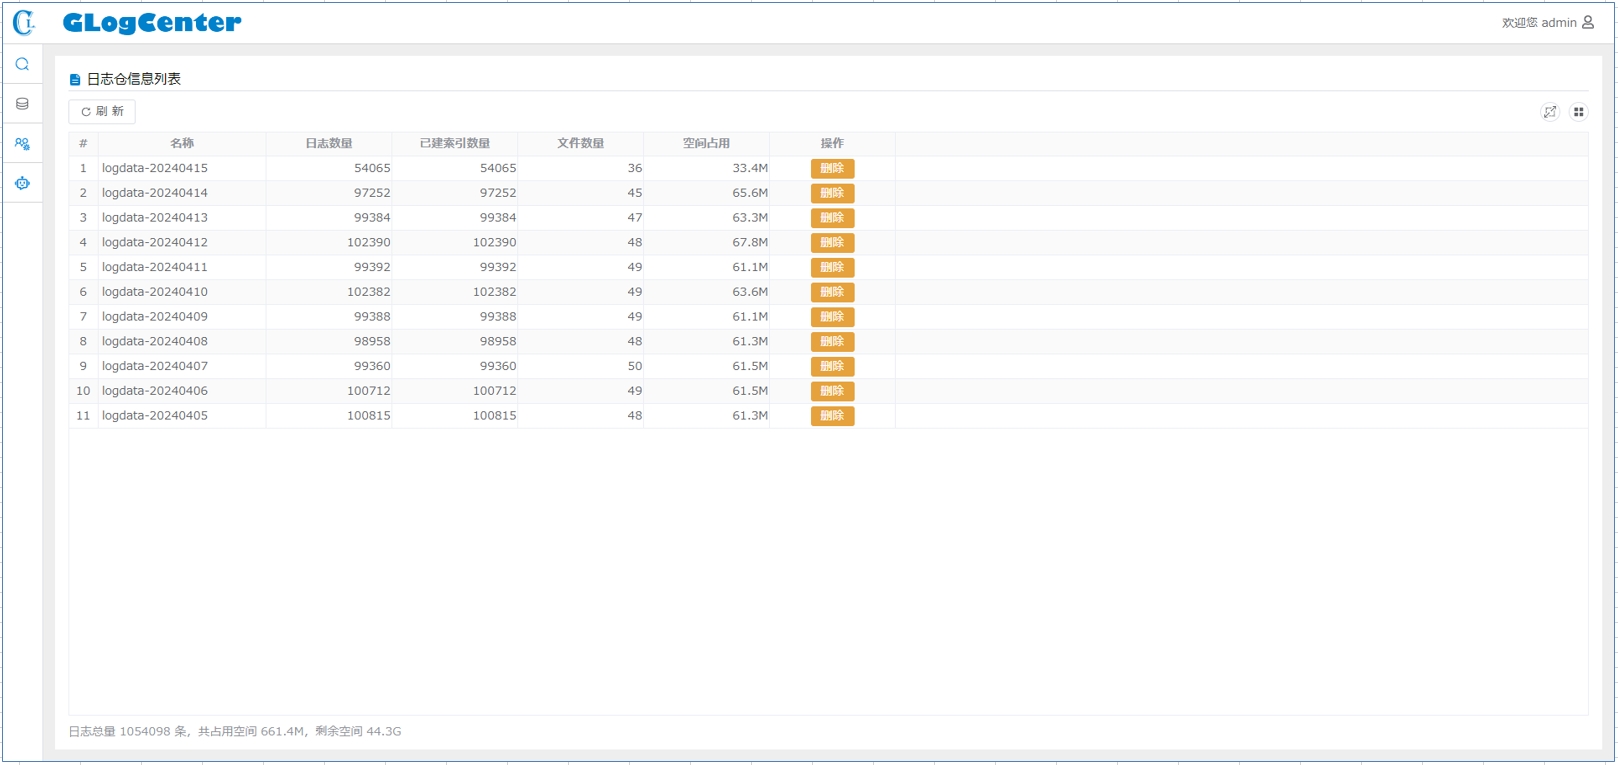 CL GLogCenter 欢迎您 admin
日志仓信息列表
刷 新
# 名称 日志数量 已建索引数量 文件数量 空间占用 操作
1 logdata-20240415 54065 54065 36 33.4M 删除
2 logdata-20240414 97252 97252 45 65.6M 删除
3 logdata-20240413 99384 99384 47 63.3M 删除
4 logdata-20240412 102390 102390 48 67.8M 删除
5 logdata-20240411 99392 99392 49 61.1M 删除
6 logdata-20240410 102382 102382 49 63.6M 删除
7 logdata-20240409 99388 99388 49 61.1M 删除
8 logdata-20240408 98958 98958 48 61.3M 删除
9 logdata-20240407 99360 99360 50 61.5M 删除
10 logdata-20240406 100712 100712 49 61.5M 删除
11 logdata-20240405 100815 100815 48 61.3M 删除
日志总量 1054098 条，共占用空间 661.4M，剩余空间 44.3G